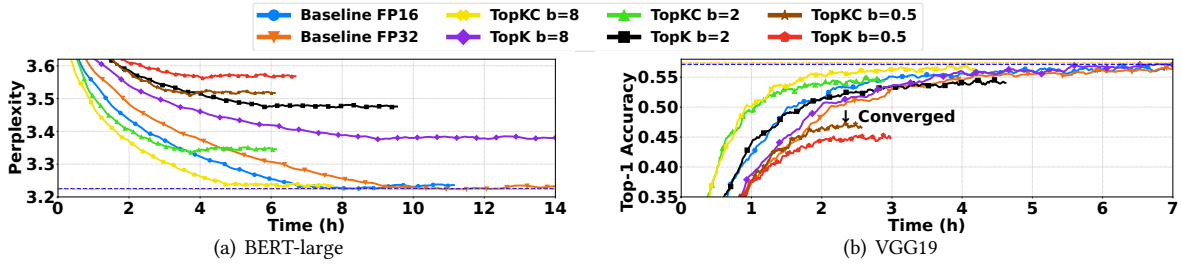 Baseline FP16 TopKC b=8 TopKC b=2 TopKC b=0.5
Baseline FP32 TopK b=8 TopK b=2 TopK b=0.5
Perplexity
3.6
3.5
3.4
3.3
3.2
0 2 4 6 8 10 12 14
Time (h)
(a) BERT-large
Top-1 Accuracy
0.55
0.50
0.45
0.40
0.35
↓ Converged
0 1 2 3 4 5 6 7
Time (h)
(b) VGG19